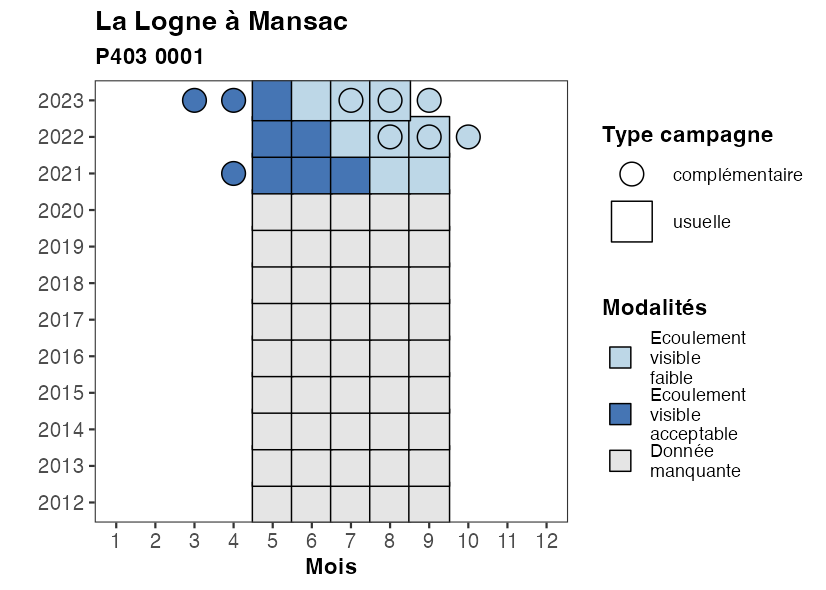 La Logne à Mansac
P403 0001
2023
2022
2021
2020
2019
2018
2017
2016
2015
2014
2013
2012
1 2 3 4 5 6 7 8 9 10 11 12
Mois
Type campagne
complémentaire
usuelle
Modalités
Ecoulement
visible
faible
Ecoulement
visible
acceptable
Donnée
manquante